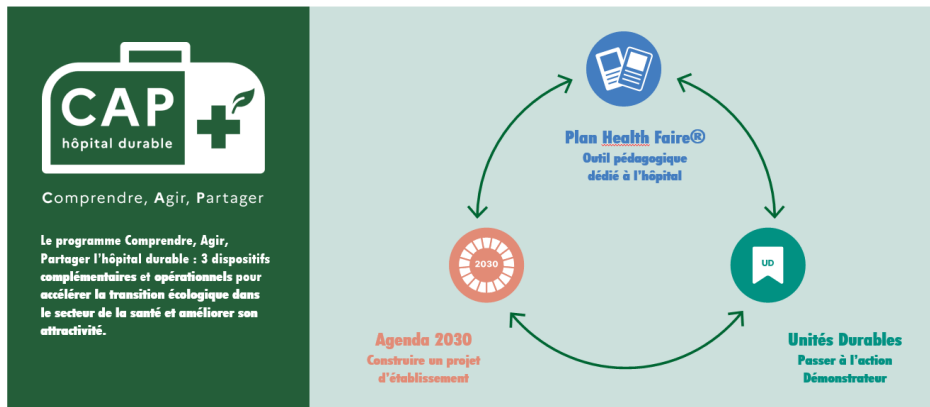 CAP
hôpital durable
Comprendre, Agir, Partager
Le programme Comprendre, Agir,
Partager l'hôpital durable : 3 dispositifs
complémentaires et opérationnels pour
accélérer la transition écologique dans
le secteur de la santé et améliorer son
attractivité.
Plan Health Faire®
Outil pédagogique
dédié à l'hôpital
2030
Agenda 2030
Construire un projet
d'établissement
UD
Unités Durables
Passer à l'action
Démonstrateur